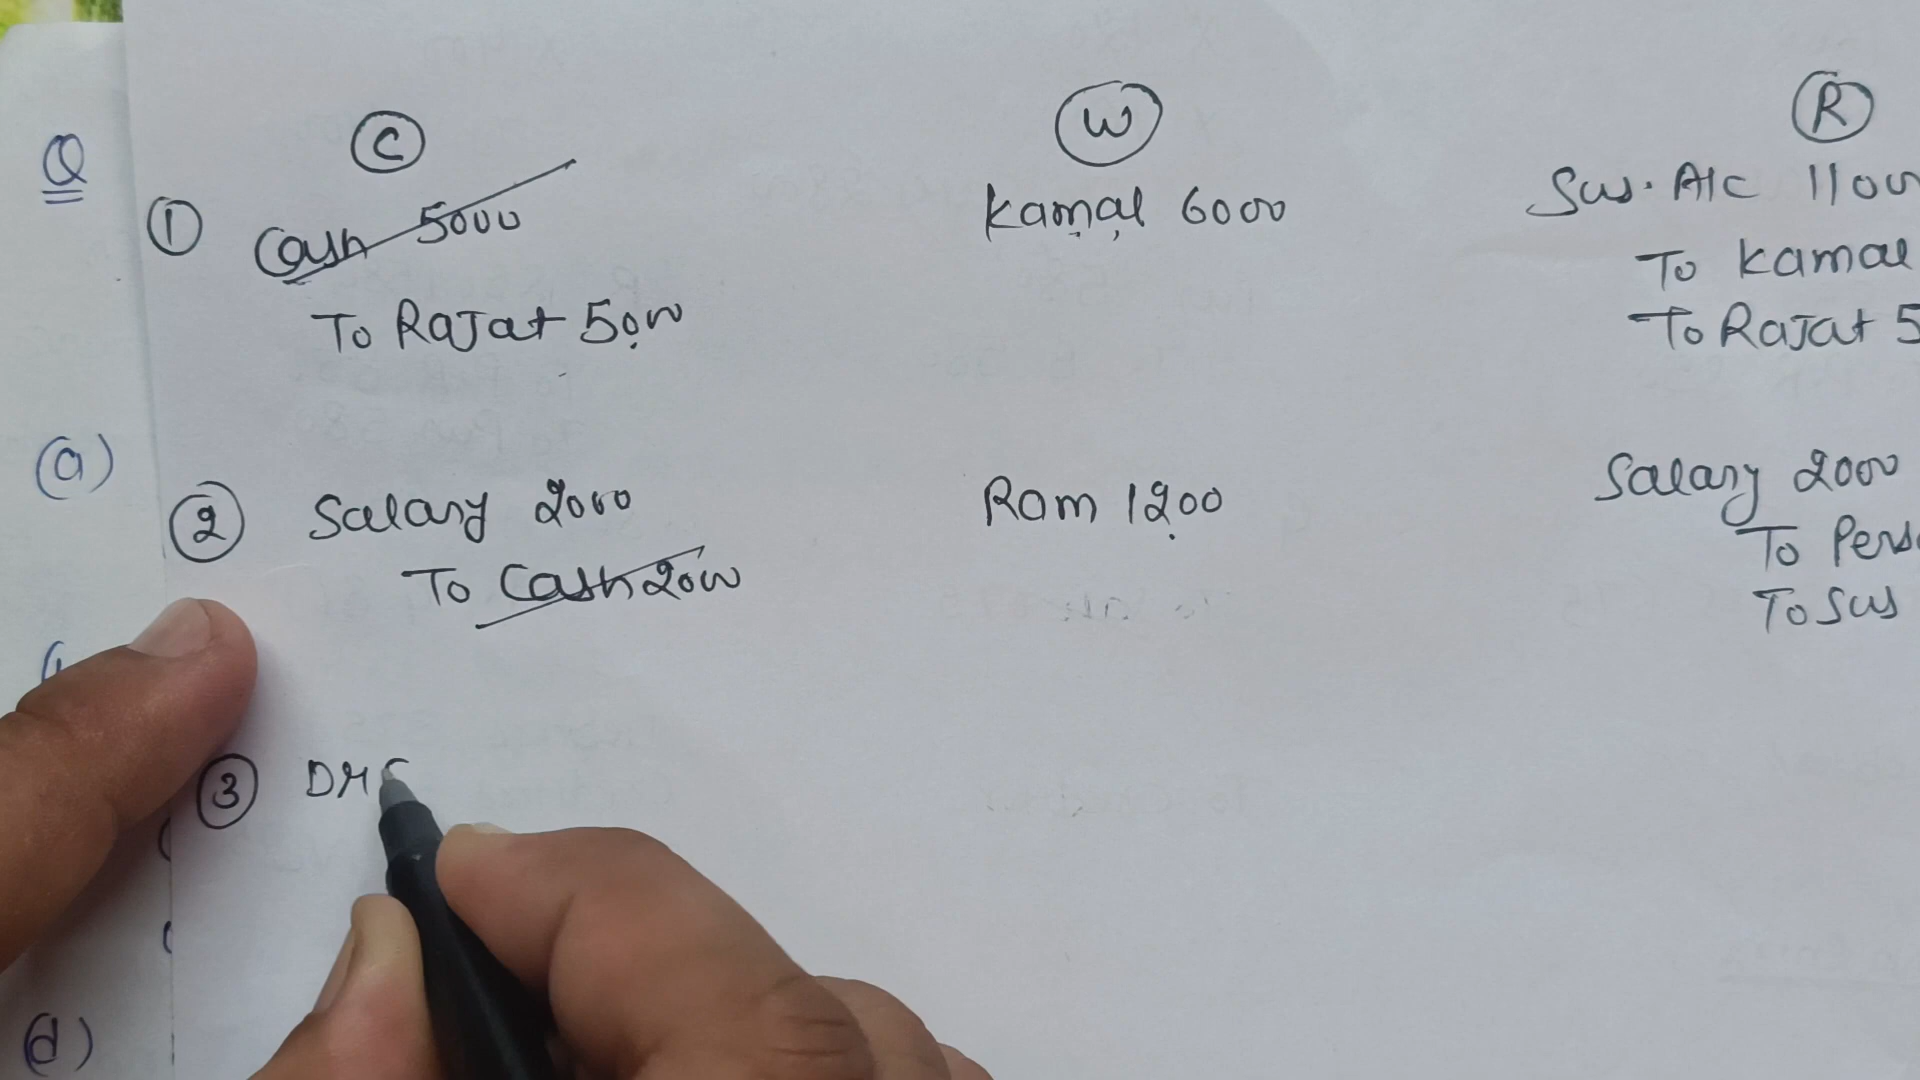 Q
C
W
R
1 Cash 5000
Kamal 6000
Sus. A/C 1100
To Kamal
To Rajat 5000
To Rajat 5
(a)
2 Salary 2000
Ram 1200
Salary 2000
To Cash 2000
To Pers
To Sus
3 DM
(d)